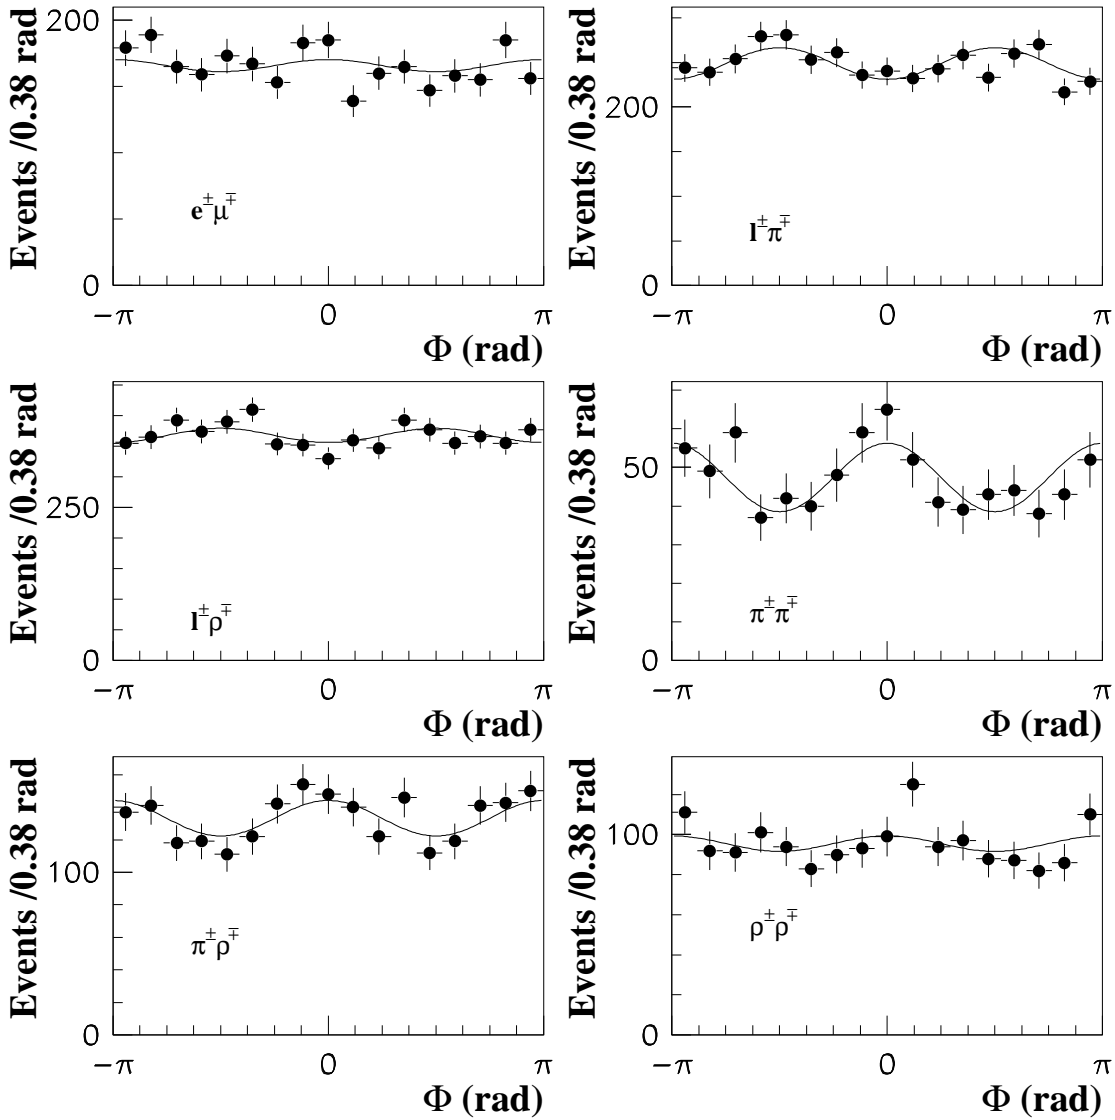 Events /0.38 rad
200
0
e±μ∓
−π
0
π
Φ (rad)
Events /0.38 rad
200
0
l±π∓
−π
0
π
Φ (rad)
Events /0.38 rad
250
0
l±ρ∓
−π
0
π
Φ (rad)
Events /0.38 rad
50
0
π±π∓
−π
0
π
Φ (rad)
Events /0.38 rad
100
0
π±ρ∓
−π
0
π
Φ (rad)
Events /0.38 rad
100
0
ρ±ρ∓
−π
0
π
Φ (rad)